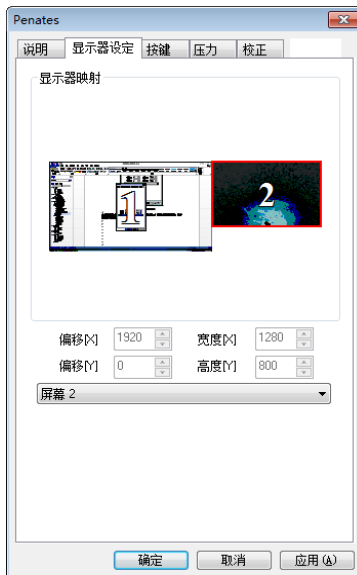 Penates
说明 显示器设定 按键 压力 校正
显示器映射
1 2
偏移[X] 1920 宽度[X] 1280
偏移[Y] 0 高度[Y] 800
屏幕 2
确定 取消 应用(A)